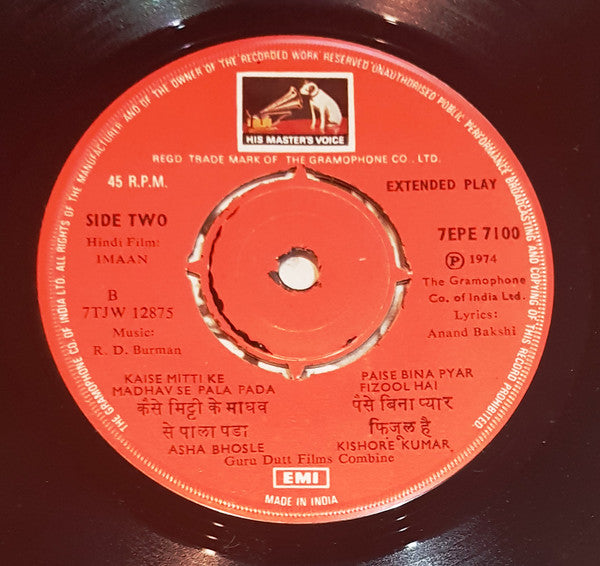 THE GRAMOPHONE CO. OF INDIA LTD. ALL RIGHTS OF THE MANUFACTURER AND OF THE OWNER OF THE RECORDED WORK RESERVED UNAUTHORISED PUBLIC PERFORMANCE BROADCASTING AND COPYING OF THIS RECORD PROHIBITED.
HIS MASTER'S VOICE
REGD TRADE MARK OF THE GRAMOPHONE CO. LTD.
45 R.P.M.
EXTENDED PLAY
SIDE TWO
Hindi Film:
IMAAN
B
7TJW 12875
Music:
R. D. Burman
7EPE 7100
Ⓟ 1974
The Gramophone
Co. of India Ltd.
Lyrics:
Anand Bakshi
KAISE MITTI KE
MADHAV SE PALA PADA
कैसे मिट्टी के माधव
से पाला पडा
ASHA BHOSLE
PAISE BINA PYAR
FIZOOL HAI
पैसे बिना प्यार
फिजूल है
KISHORE KUMAR
Guru Dutt Films Combine
EMI
MADE IN INDIA